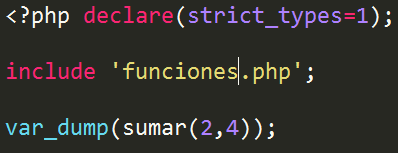 <?php declare(strict_types=1);
include 'funciones.php';
var_dump(sumar(2,4));